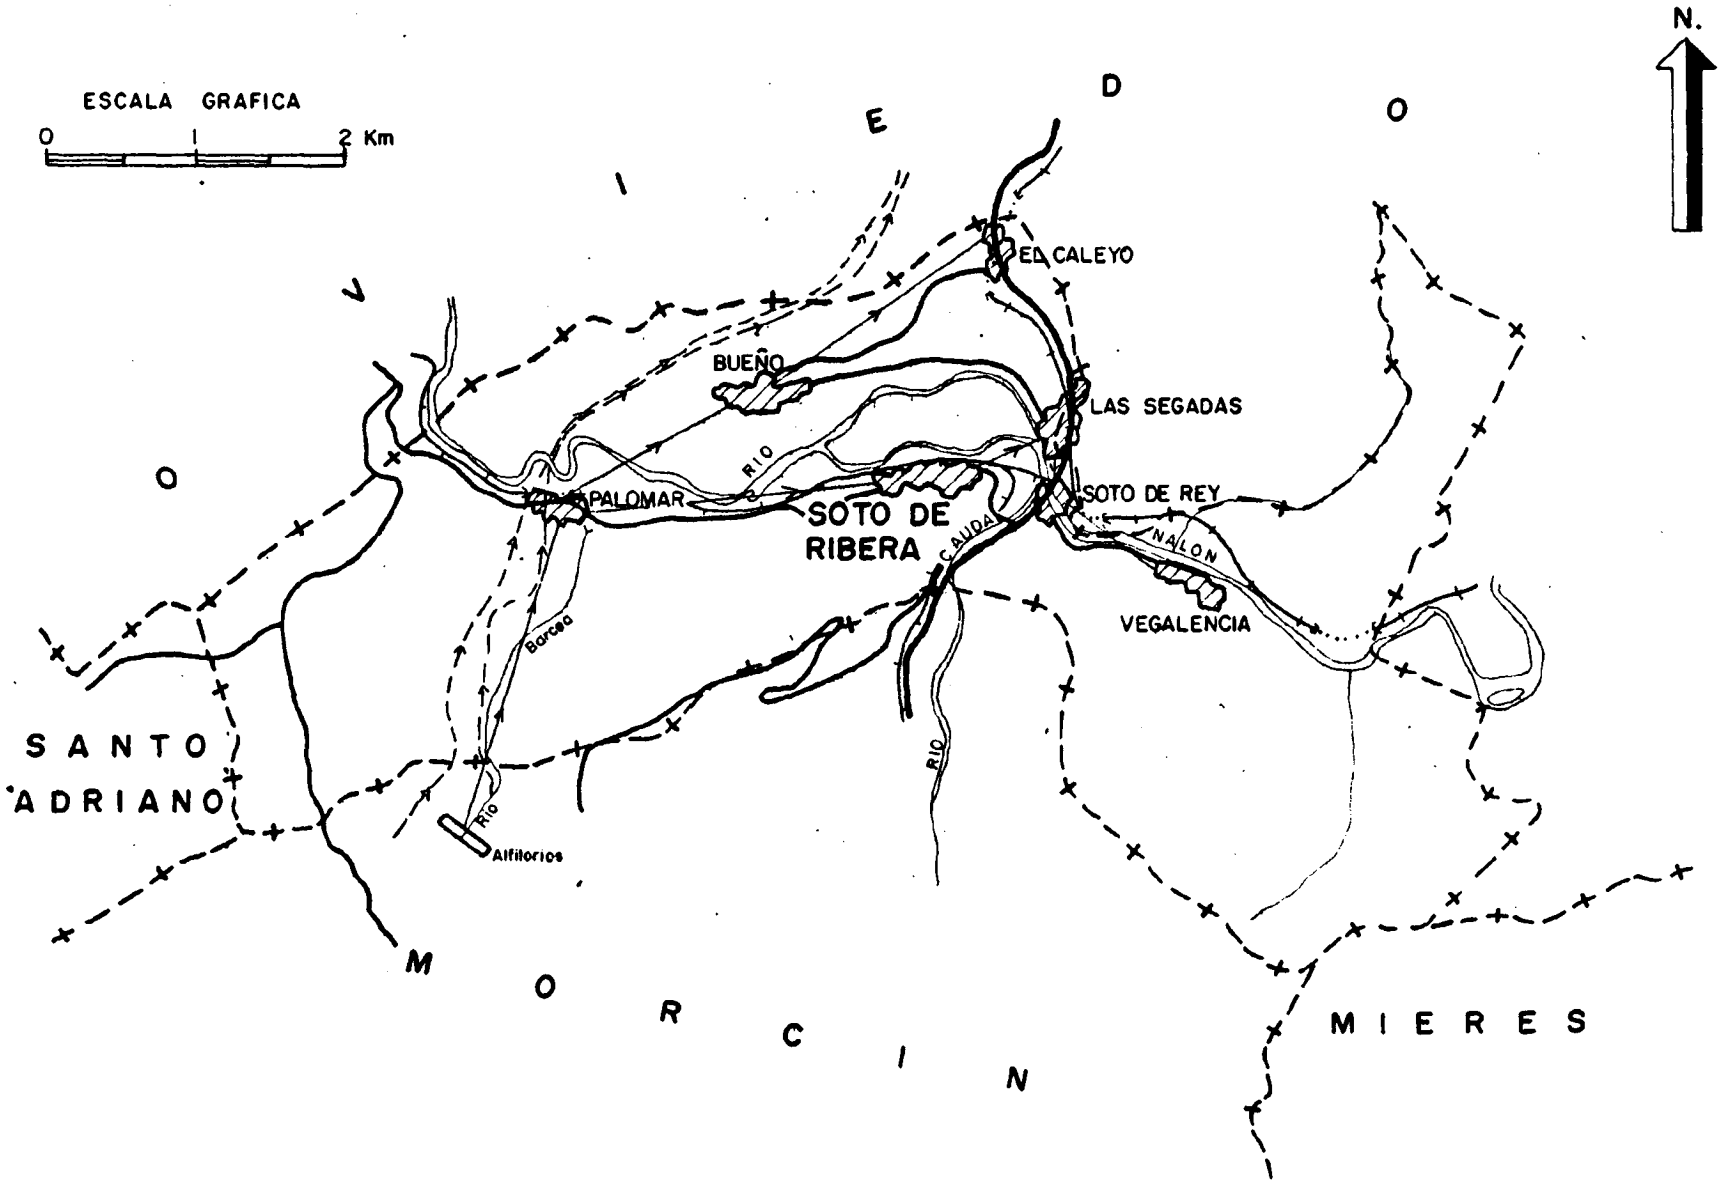 N.
ESCALA GRAFICA
0 1 2 Km
O V I E D O
EL CALEYO
BUEÑO
LAS SEGADAS
RIO
PALOMAR
SOTO DE REY
SOTO DE
RIBERA
CAUDA
NALON
VEGALENCIA
Barcea
RIO
SANTO
ADRIANO
Rio
Alfilorios
MORCIN
MIERES